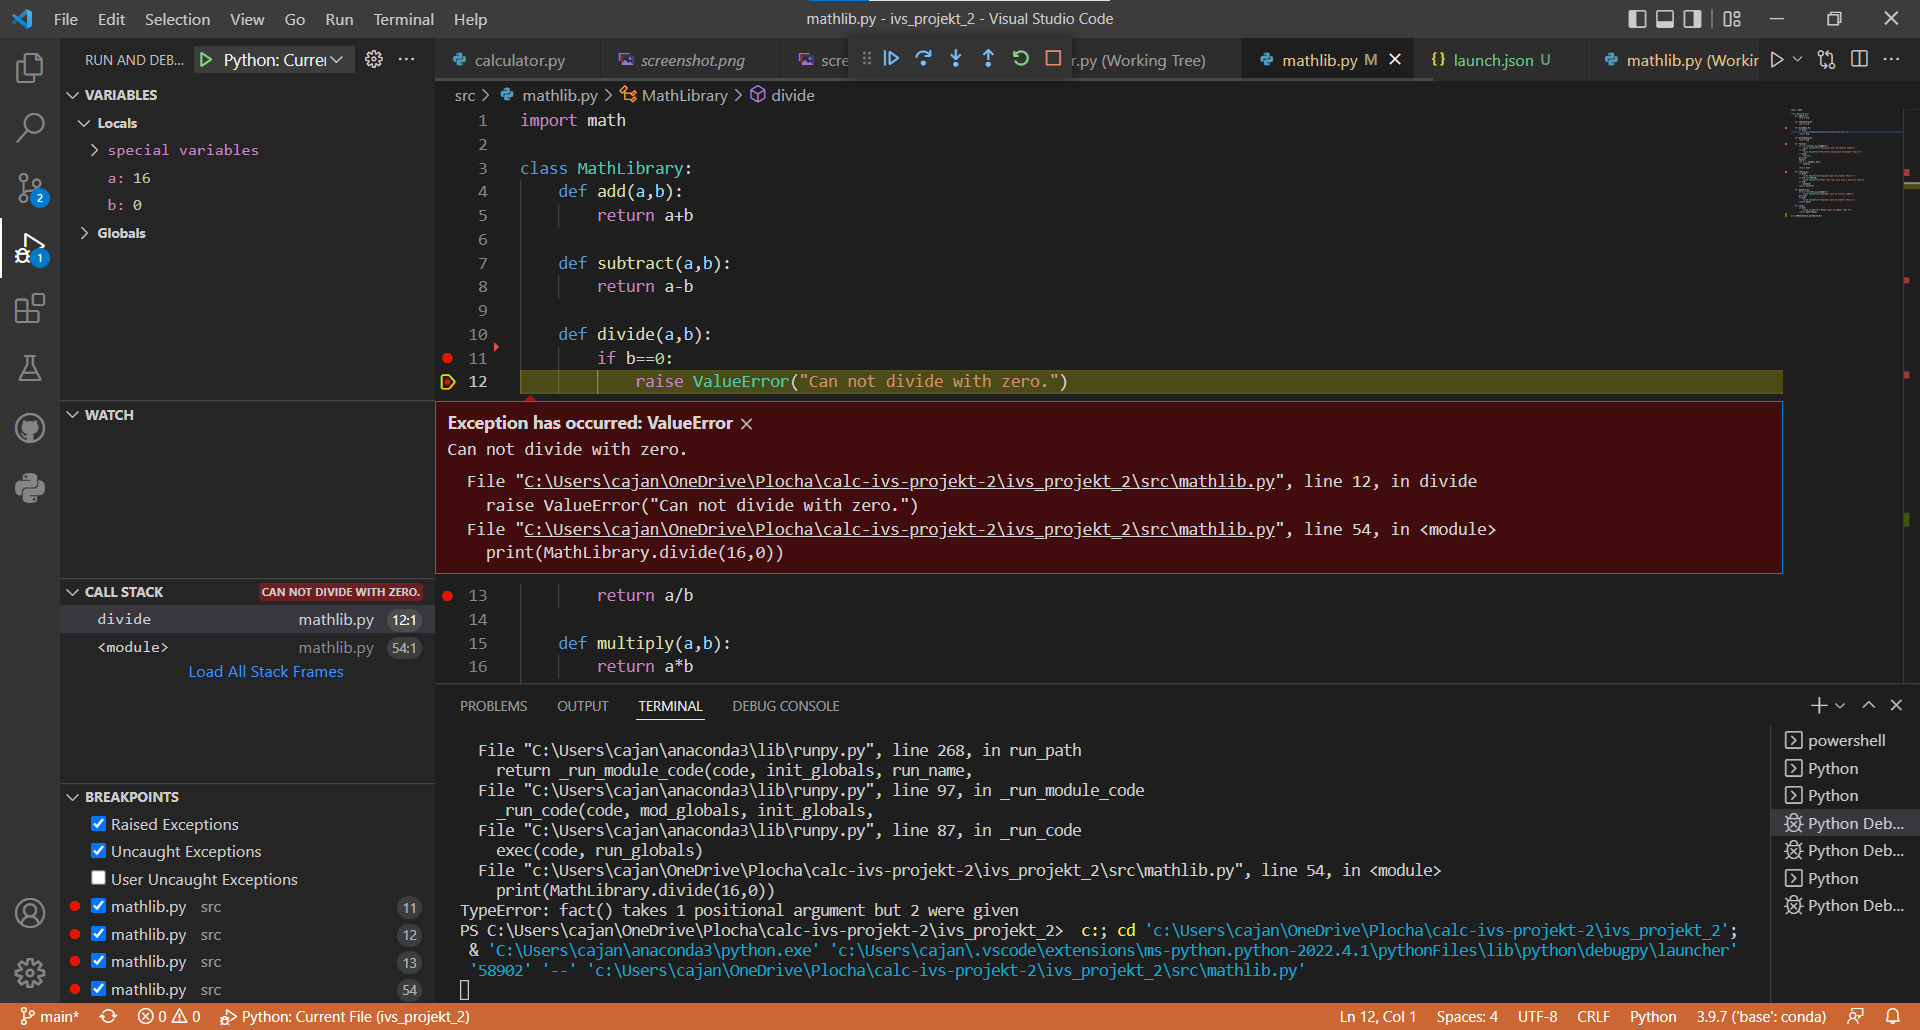 File Edit Selection View Go Run Terminal Help
mathlib.py - ivs_projekt_2 - Visual Studio Code
RUN AND DEB... Python: Currei
calculator.py screenshot.png scre r.py (Working Tree) mathlib.py M launch.json U mathlib.py (Workin
src > mathlib.py > MathLibrary > divide
VARIABLES
Locals
special variables
a: 16
b: 0
Globals
WATCH
CALL STACK CAN NOT DIVIDE WITH ZERO.
divide mathlib.py 12:1
<module> mathlib.py 54:1
Load All Stack Frames
BREAKPOINTS
Raised Exceptions
Uncaught Exceptions
User Uncaught Exceptions
mathlib.py src 11
mathlib.py src 12
mathlib.py src 13
mathlib.py src 54
2
1
1 import math
2
3 class MathLibrary:
4 def add(a,b):
5 return a+b
6
7 def subtract(a,b):
8 return a-b
9
10 def divide(a,b):
11 if b==0:
12 raise ValueError("Can not divide with zero.")
Exception has occurred: ValueError
Can not divide with zero.
File "C:\Users\cajan\OneDrive\Plocha\calc-ivs-projekt-2\ivs_projekt_2\src\mathlib.py", line 12, in divide
raise ValueError("Can not divide with zero.")
File "C:\Users\cajan\OneDrive\Plocha\calc-ivs-projekt-2\ivs_projekt_2\src\mathlib.py", line 54, in <module>
print(MathLibrary.divide(16,0))
13 return a/b
14
15 def multiply(a,b):
16 return a*b
PROBLEMS OUTPUT TERMINAL DEBUG CONSOLE
File "C:\Users\cajan\anaconda3\lib\runpy.py", line 268, in run_path
return _run_module_code(code, init_globals, run_name,
File "C:\Users\cajan\anaconda3\lib\runpy.py", line 97, in _run_module_code
_run_code(code, mod_globals, init_globals,
File "C:\Users\cajan\anaconda3\lib\runpy.py", line 87, in _run_code
exec(code, run_globals)
File "c:\Users\cajan\OneDrive\Plocha\calc-ivs-projekt-2\ivs_projekt_2\src\mathlib.py", line 54, in <module>
print(MathLibrary.divide(16,0))
TypeError: fact() takes 1 positional argument but 2 were given
PS C:\Users\cajan\OneDrive\Plocha\calc-ivs-projekt-2\ivs_projekt_2> c:; cd 'c:\Users\cajan\OneDrive\Plocha\calc-ivs-projekt-2\ivs_projekt_2';
& 'C:\Users\cajan\anaconda3\python.exe' 'c:\Users\cajan\.vscode\extensions\ms-python.python-2022.4.1\pythonFiles\lib\python\debugpy\launcher'
'58902' '--' 'c:\Users\cajan\OneDrive\Plocha\calc-ivs-projekt-2\ivs_projekt_2\src\mathlib.py'
powershell
Python
Python
Python Deb...
Python Deb...
Python
Python Deb...
main* 0 0 Python: Current File (ivs_projekt_2) Ln 12, Col 1 Spaces: 4 UTF-8 CRLF Python 3.9.7 ('base': conda)